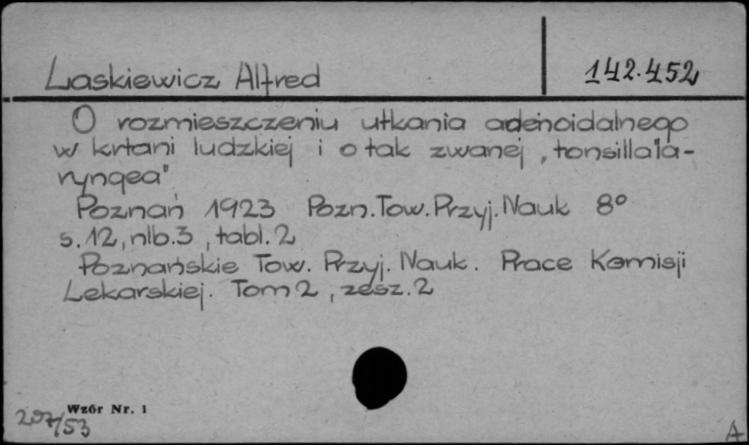 Laskiewicz Alfred 142.452
O rozmieszczeniu utkania adenoidalnego
w krtani ludzkiej i o tak zwanej "tonsilla la-
ryngea"
Poznań 1923 Pozn.Tow.Przyj.Nauk 8°
s.12, nlb.3, tabl.2
Poznańskie Tow. Przyj. Nauk. Prace Komisji
Lekarskiej. Tom 2, zesz.2
Wzór Nr. 1
207/53
A